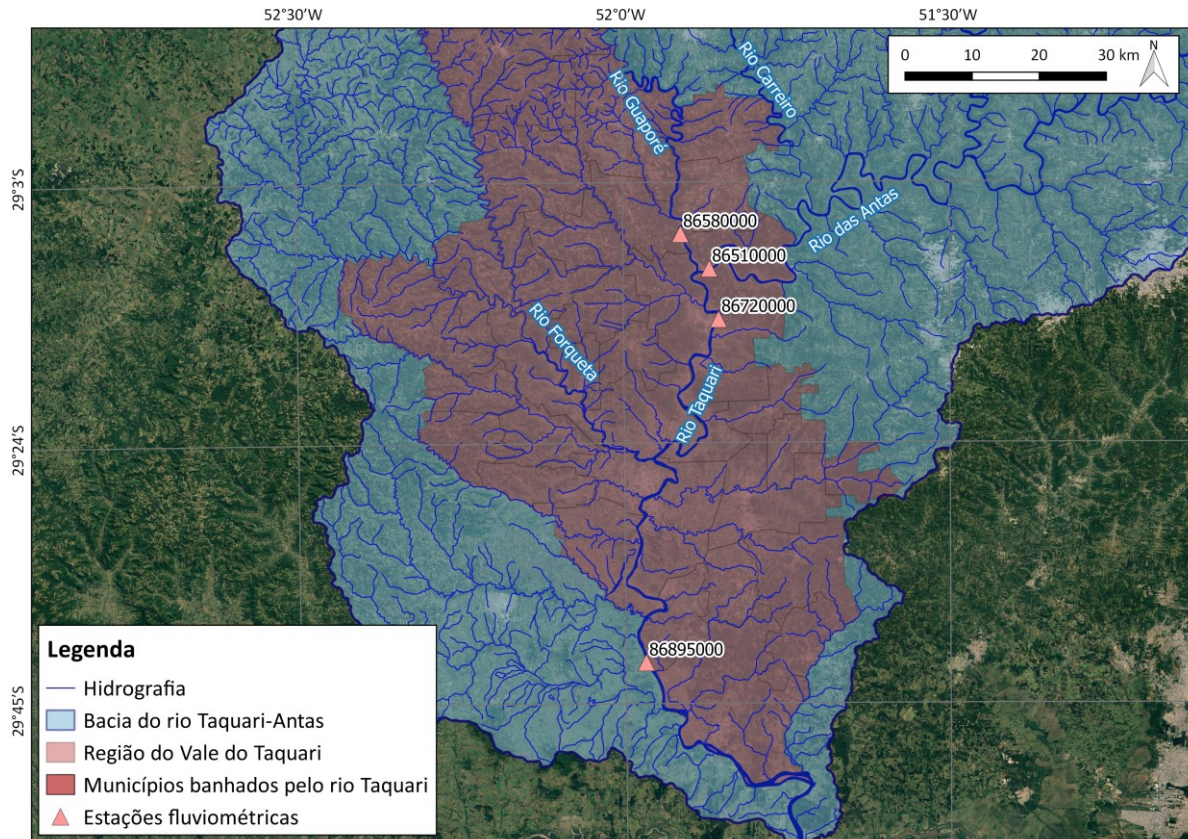 52°30'W
52°0'W
51°30'W
0 10 20 30 km
N
Rio Guaporé
Rio Carreiro
29°3'S
Rio das Antas
86580000
86510000
86720000
Rio Forqueta
Rio Taquari
29°24'S
86895000
29°45'S
Legenda
Hidrografia
Bacia do rio Taquari-Antas
Região do Vale do Taquari
Municípios banhados pelo rio Taquari
Estações fluviométricas